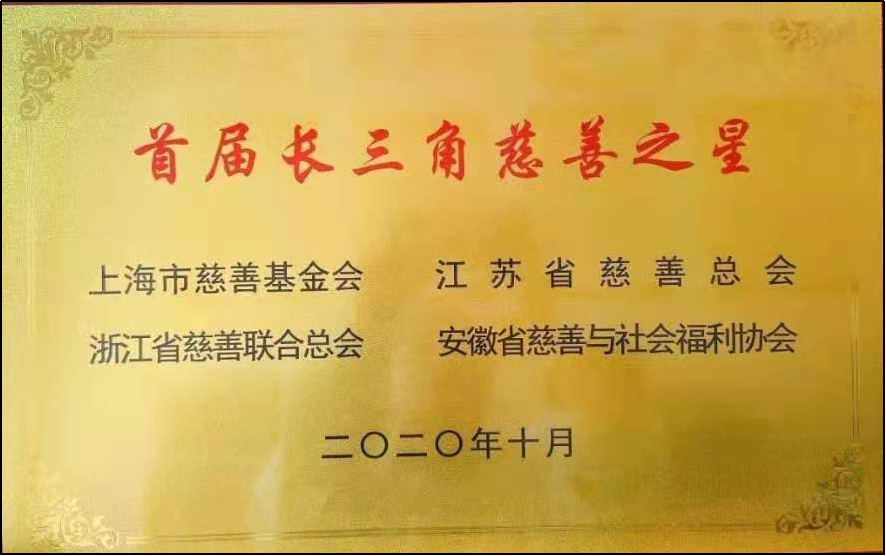 首届长三角慈善之星
上海市慈善基金会 江苏省慈善总会
浙江省慈善联合总会 安徽省慈善与社会福利协会
二〇二〇年十月